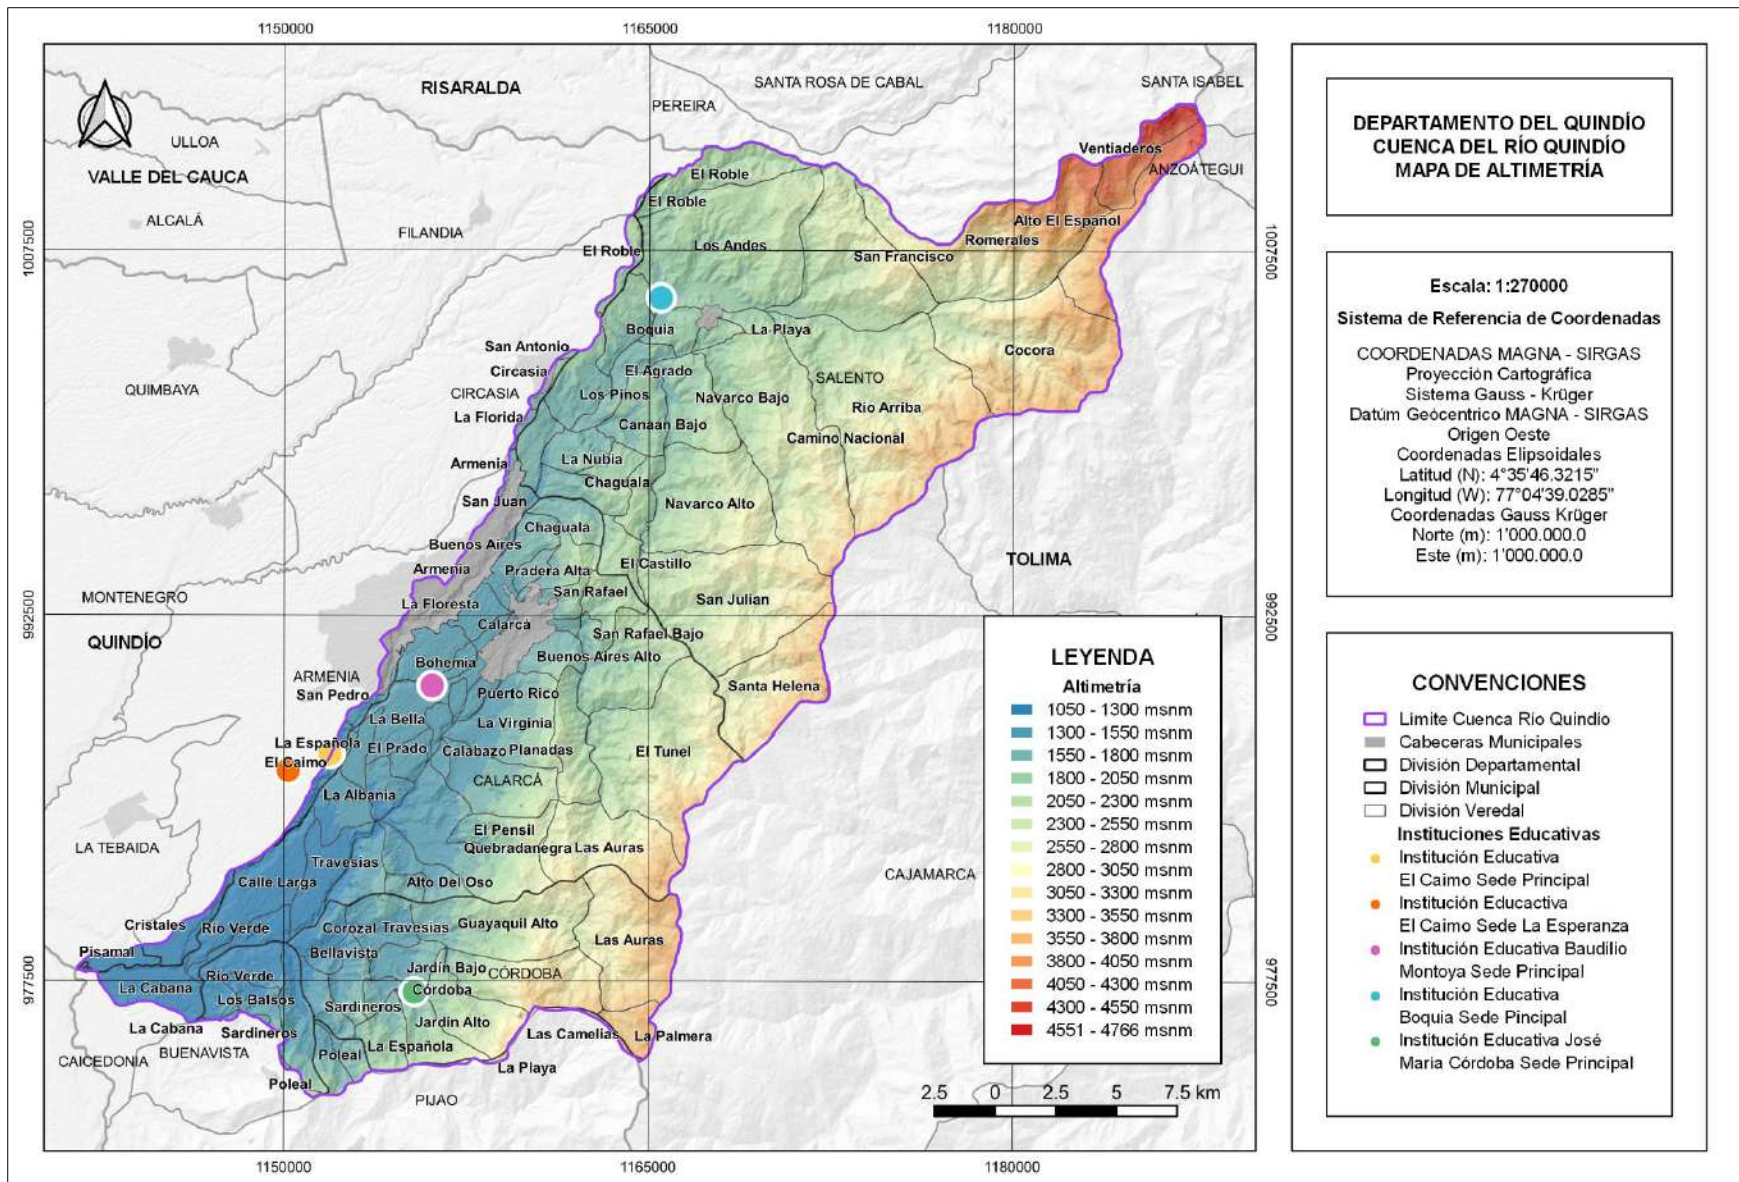 1150000
1165000
1180000
SANTA ROSA DE CABAL
SANTA ISABEL
RISARALDA
PEREIRA
ULLOA
Ventiaderos
ANZOÁTEGUI
VALLE DEL CAUCA
El Roble
El Roble
ALCALÁ
FILANDIA
Alto El Español
Romerales
El Roble
Los Andes
San Francisco
1007500
1007500
Boquia
La Playa
San Antonio
Cocora
Circasia
El Agrado
SALENTO
QUIMBAYA
CIRCASIA
Los Pinos
Navarco Bajo
Río Arriba
La Florida
Canaan Bajo
Camino Nacional
Armenia
La Nubia
Chaguala
San Juan
Navarco Alto
Chaguala
Buenos Aires
El Castillo
TOLIMA
Armenia
Pradera Alta
San Rafael
MONTENEGRO
La Floresta
San Julian
992500
992500
Calarcá
QUINDÍO
San Rafael Bajo
Bohemia
Buenos Aires Alto
ARMENIA
San Pedro
Puerto Rico
Santa Helena
La Bella
La Virginia
La Española
El Prado
Calabazo
Planadas
El Tunel
El Caimo
CALARCÁ
La Albania
El Pensil
LA TEBAIDA
Quebradanegra
Las Auras
Travesias
CAJAMARCA
Calle Larga
Alto Del Oso
Cristales
Río Verde
Corozal
Travesias
Guayaquil Alto
Pisamal
Bellavista
Las Auras
Río Verde
Jardín Bajo
CÓRDOBA
977500
977500
La Cabana
Córdoba
Los Balsos
Sardineros
La Cabana
Sardineros
Jardín Alto
Las Camelias
La Palmera
CAICEDONIA
BUENAVISTA
Poleal
La Española
La Playa
Poleal
PIJAO
1150000
1165000
1180000
LEYENDA
Altimetría
1050 - 1300 msnm
1300 - 1550 msnm
1550 - 1800 msnm
1800 - 2050 msnm
2050 - 2300 msnm
2300 - 2550 msnm
2550 - 2800 msnm
2800 - 3050 msnm
3050 - 3300 msnm
3300 - 3550 msnm
3550 - 3800 msnm
3800 - 4050 msnm
4050 - 4300 msnm
4300 - 4550 msnm
4551 - 4766 msnm
2.5 0 2.5 5 7.5 km
DEPARTAMENTO DEL QUINDÍO
CUENCA DEL RÍO QUINDÍO
MAPA DE ALTIMETRÍA
Escala: 1:270000
Sistema de Referencia de Coordenadas
COORDENADAS MAGNA - SIRGAS
Proyección Cartográfica
Sistema Gauss - Krüger
Datúm Geócentrico MAGNA - SIRGAS
Origen Oeste
Coordenadas Elipsoidales
Latitud (N): 4°35'46.3215"
Longitud (W): 77°04'39.0285"
Coordenadas Gauss Krüger
Norte (m): 1'000.000.0
Este (m): 1'000.000.0
CONVENCIONES
Límite Cuenca Río Quindío
Cabeceras Municipales
División Departamental
División Municipal
División Veredal
Instituciones Educativas
Institución Educativa
El Caimo Sede Principal
Institución Educactiva
El Caimo Sede La Esperanza
Institución Educativa Baudilio
Montoya Sede Principal
Institución Educativa
Boquia Sede Pincipal
Institución Educativa José
María Córdoba Sede Principal